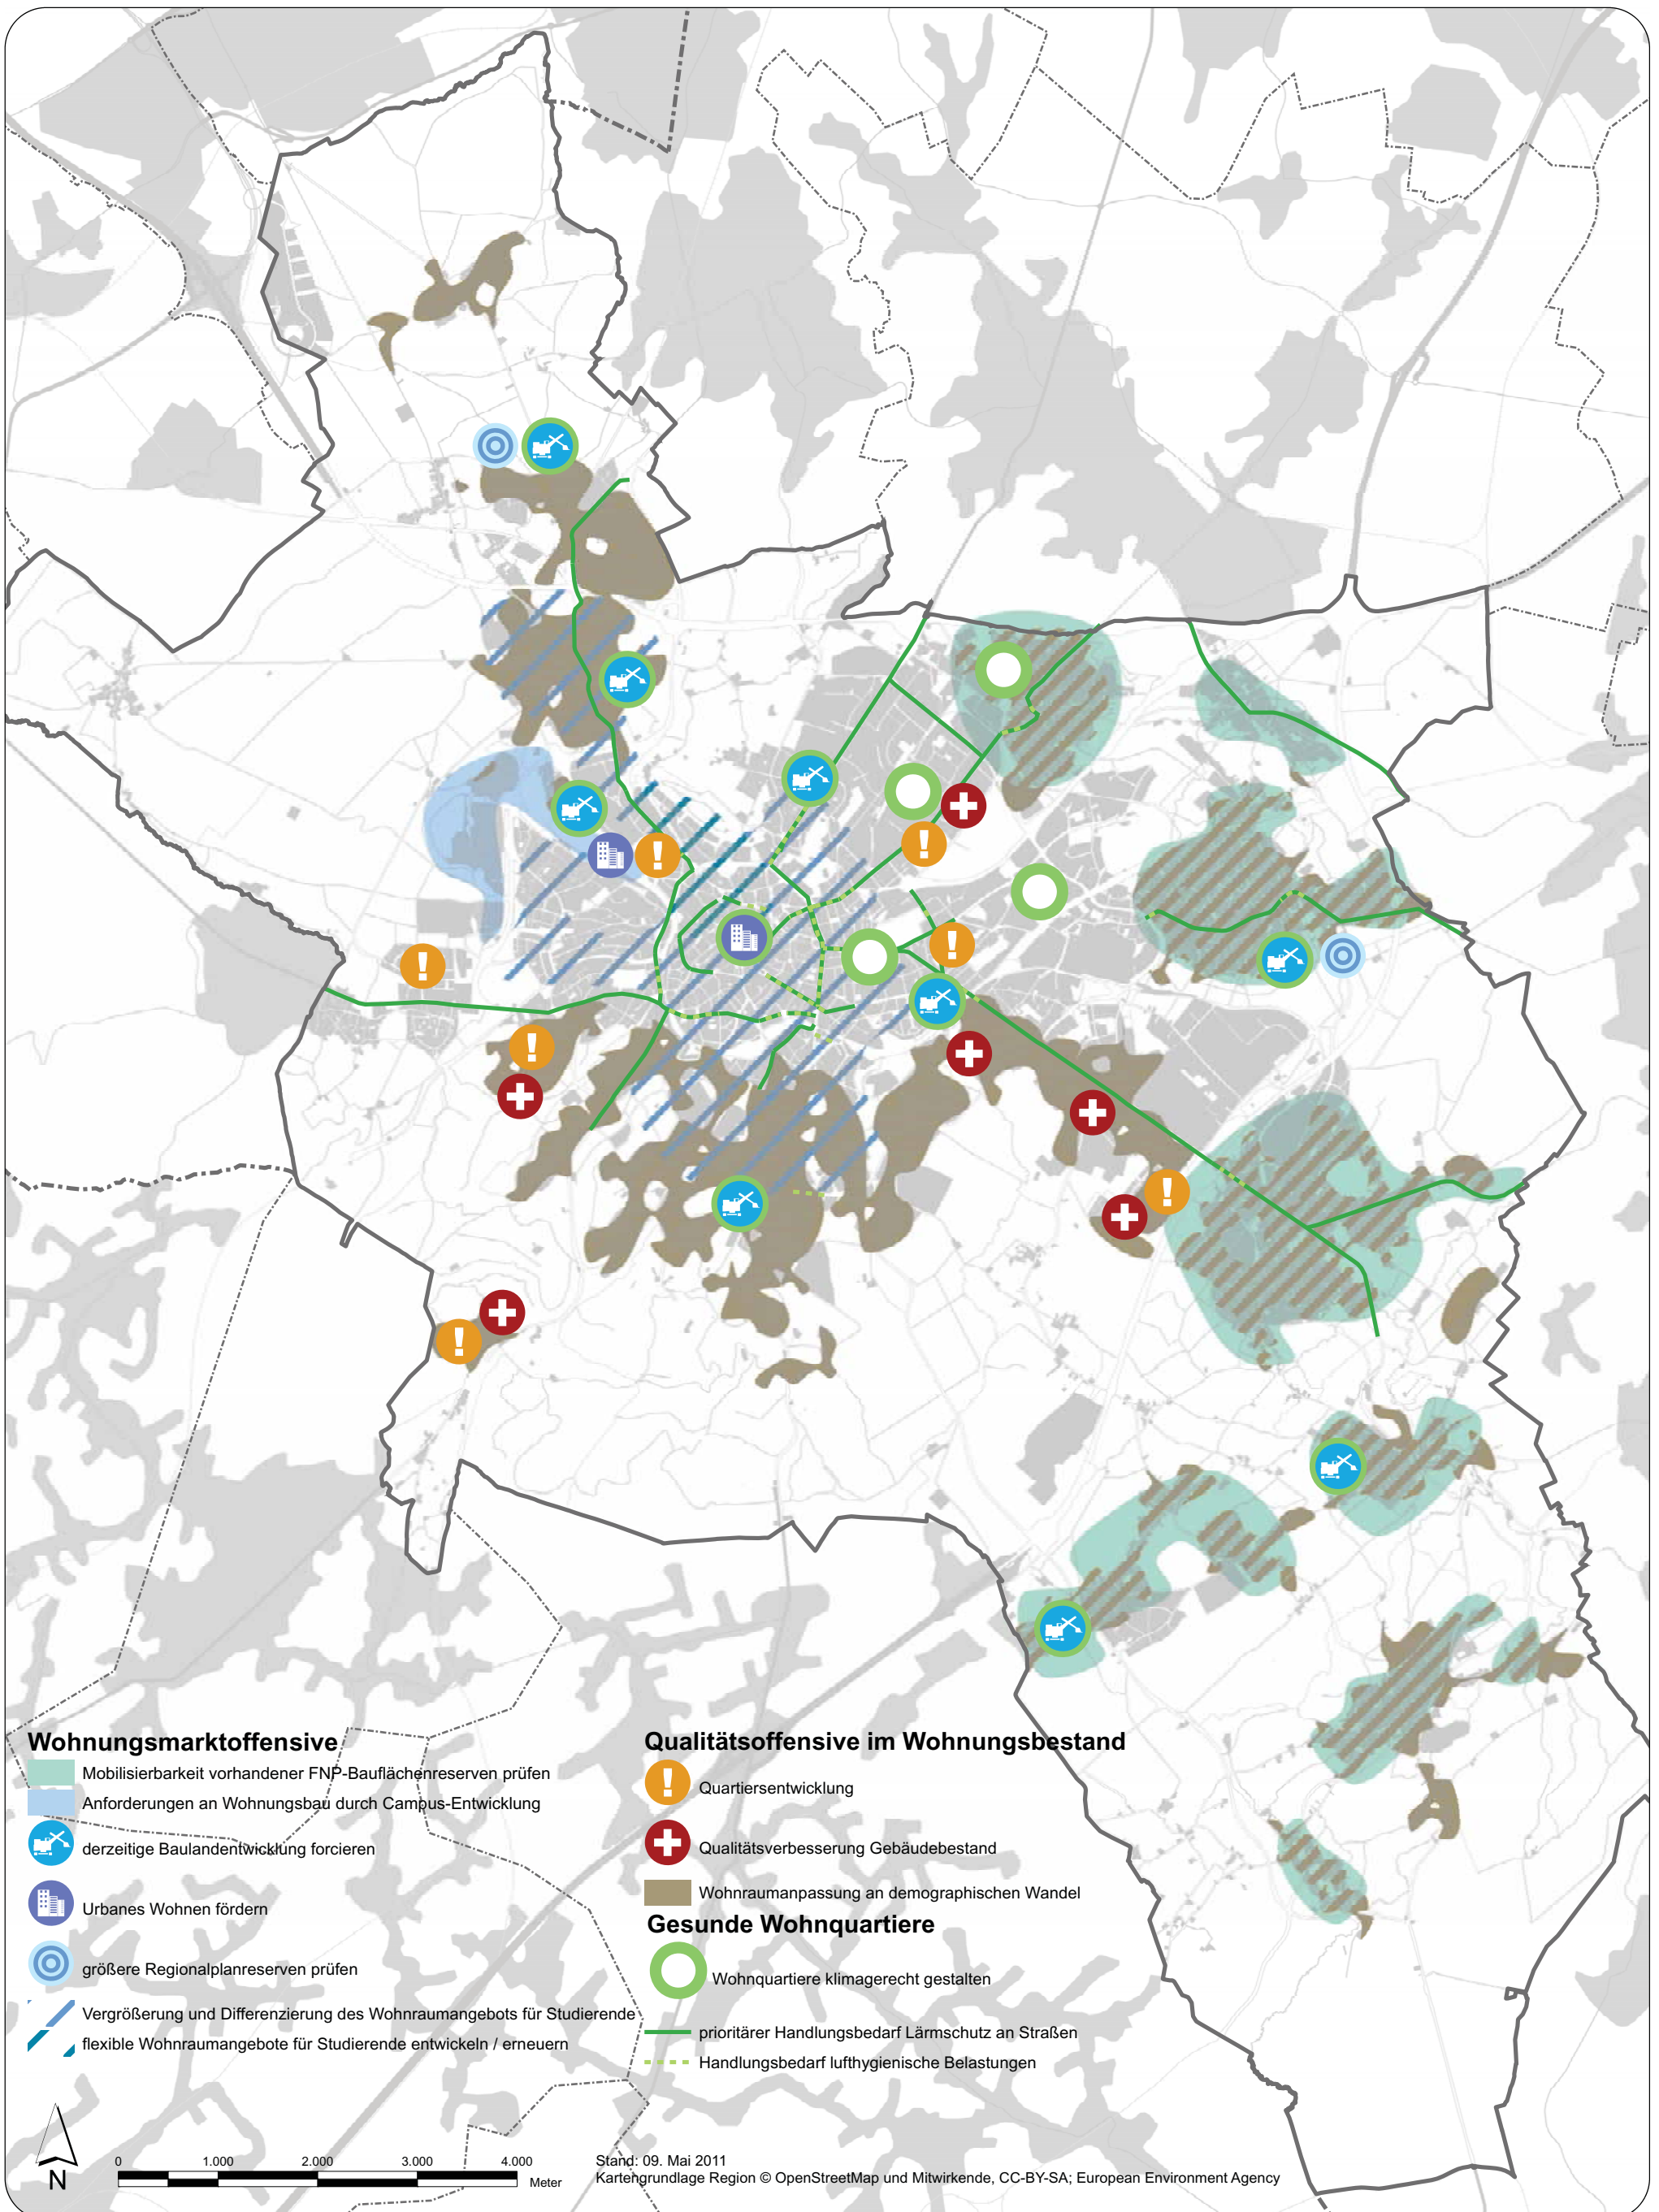 Wohnungsmarktoffensive
Mobilisierbarkeit vorhandener FNP-Bauflächenreserven prüfen
Anforderungen an Wohnungsbau durch Campus-Entwicklung
derzeitige Baulandentwicklung forcieren
Urbanes Wohnen fördern
größere Regionalplanreserven prüfen
Vergrößerung und Differenzierung des Wohnraumangebots für Studierende
flexible Wohnraumangebote für Studierende entwickeln / erneuern
Qualitätsoffensive im Wohnungsbestand
Quartiersentwicklung
Qualitätsverbesserung Gebäudebestand
Wohnraumanpassung an demographischen Wandel
Gesunde Wohnquartiere
Wohnquartiere klimagerecht gestalten
prioritärer Handlungsbedarf Lärmschutz an Straßen
Handlungsbedarf lufthygienische Belastungen
N
0 1.000 2.000 3.000 4.000
Meter
Stand: 09. Mai 2011
Kartengrundlage Region © OpenStreetMap und Mitwirkende, CC-BY-SA; European Environment Agency